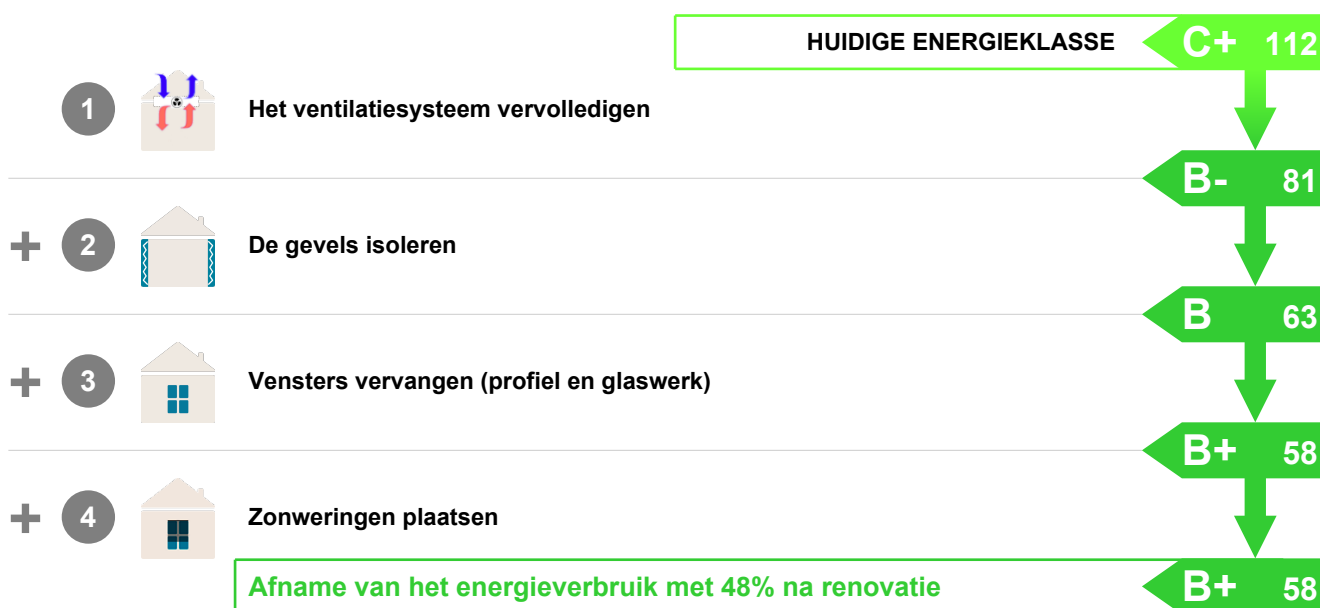 HUIDIGE ENERGIEKLASSE C+ 112
1 Het ventilatiesysteem vervolledigen
B- 81
+ 2 De gevels isoleren
B 63
+ 3 Vensters vervangen (profiel en glaswerk)
B+ 58
+ 4 Zonweringen plaatsen
Afname van het energieverbruik met 48% na renovatie B+ 58